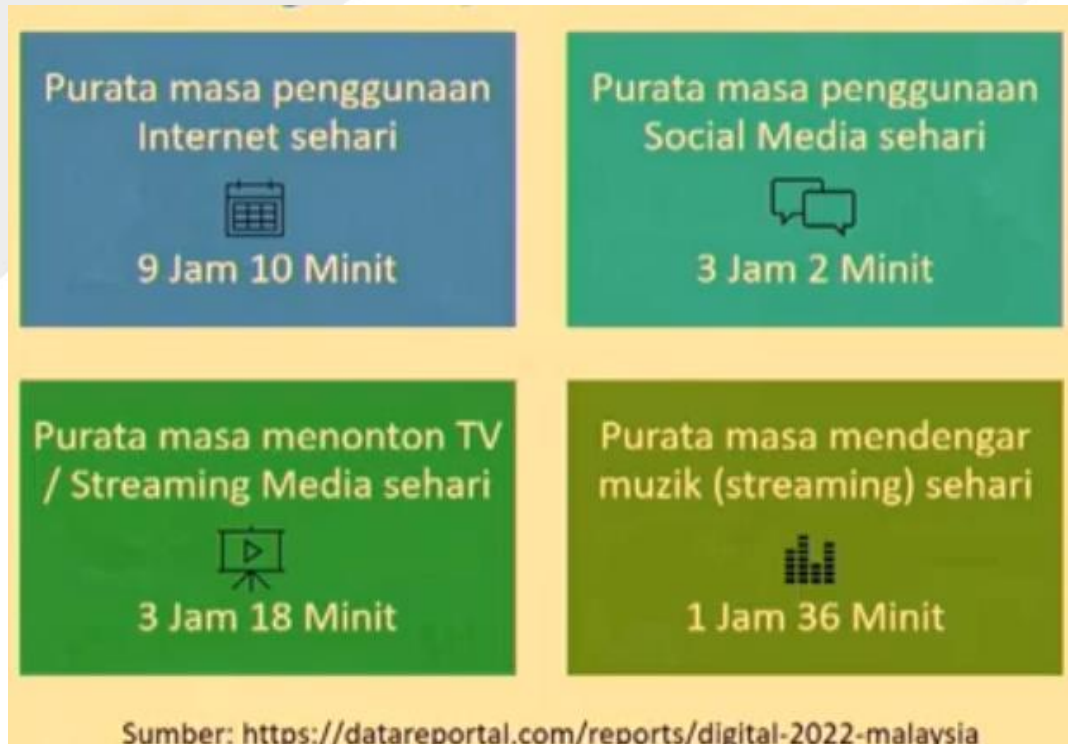 Purata masa penggunaan
Internet sehari
9 Jam 10 Minit
Purata masa penggunaan
Social Media sehari
3 Jam 2 Minit
Purata masa menonton TV
/ Streaming Media sehari
3 Jam 18 Minit
Purata masa mendengar
muzik (streaming) sehari
1 Jam 36 Minit
Sumber: https://datareportal.com/reports/digital-2022-malaysia